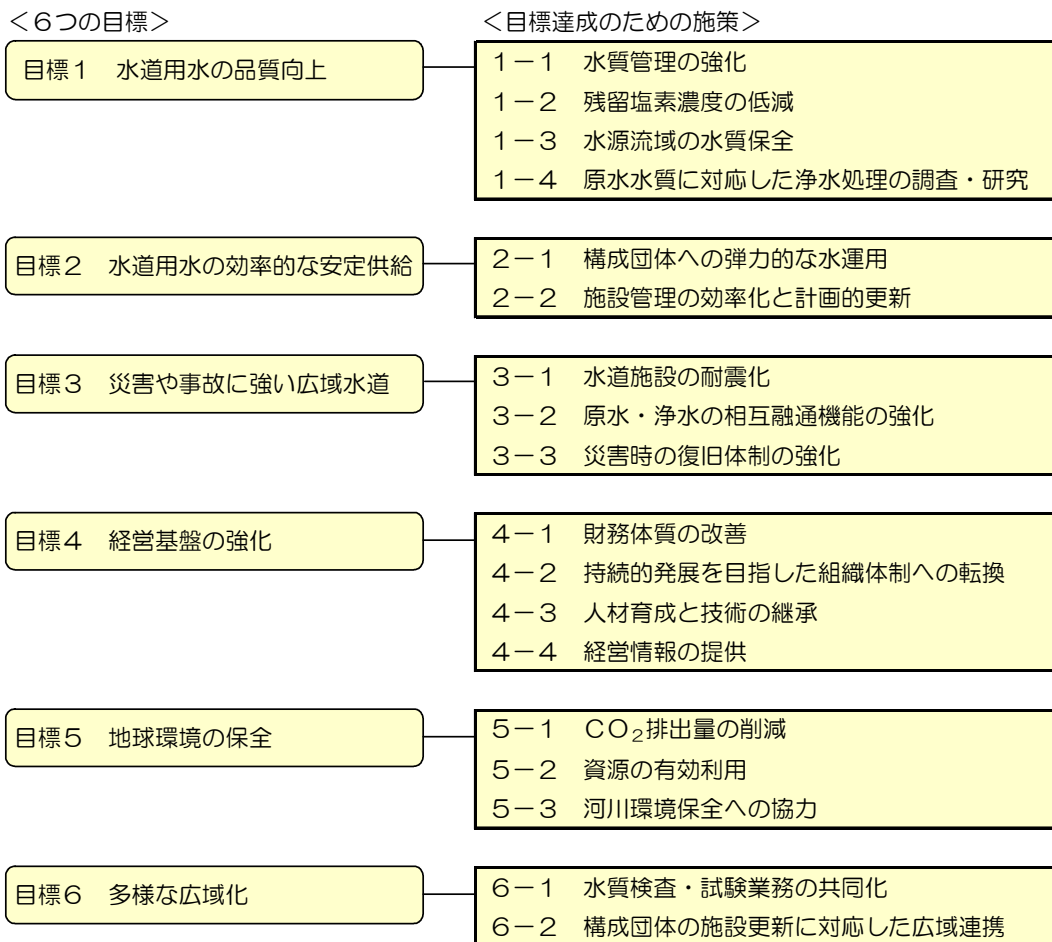 ＜６つの目標＞
＜目標達成のための施策＞
目標１　水道用水の品質向上
１－１　水質管理の強化
１－２　残留塩素濃度の低減
１－３　水源流域の水質保全
１－４　原水水質に対応した浄水処理の調査・研究
目標２　水道用水の効率的な安定供給
２－１　構成団体への弾力的な水運用
２－２　施設管理の効率化と計画的更新
目標３　災害や事故に強い広域水道
３－１　水道施設の耐震化
３－２　原水・浄水の相互融通機能の強化
３－３　災害時の復旧体制の強化
目標４　経営基盤の強化
４－１　財務体質の改善
４－２　持続的発展を目指した組織体制への転換
４－３　人材育成と技術の継承
４－４　経営情報の提供
目標５　地球環境の保全
５－１　ＣＯ₂排出量の削減
５－２　資源の有効利用
５－３　河川環境保全への協力
目標６　多様な広域化
６－１　水質検査・試験業務の共同化
６－２　構成団体の施設更新に対応した広域連携